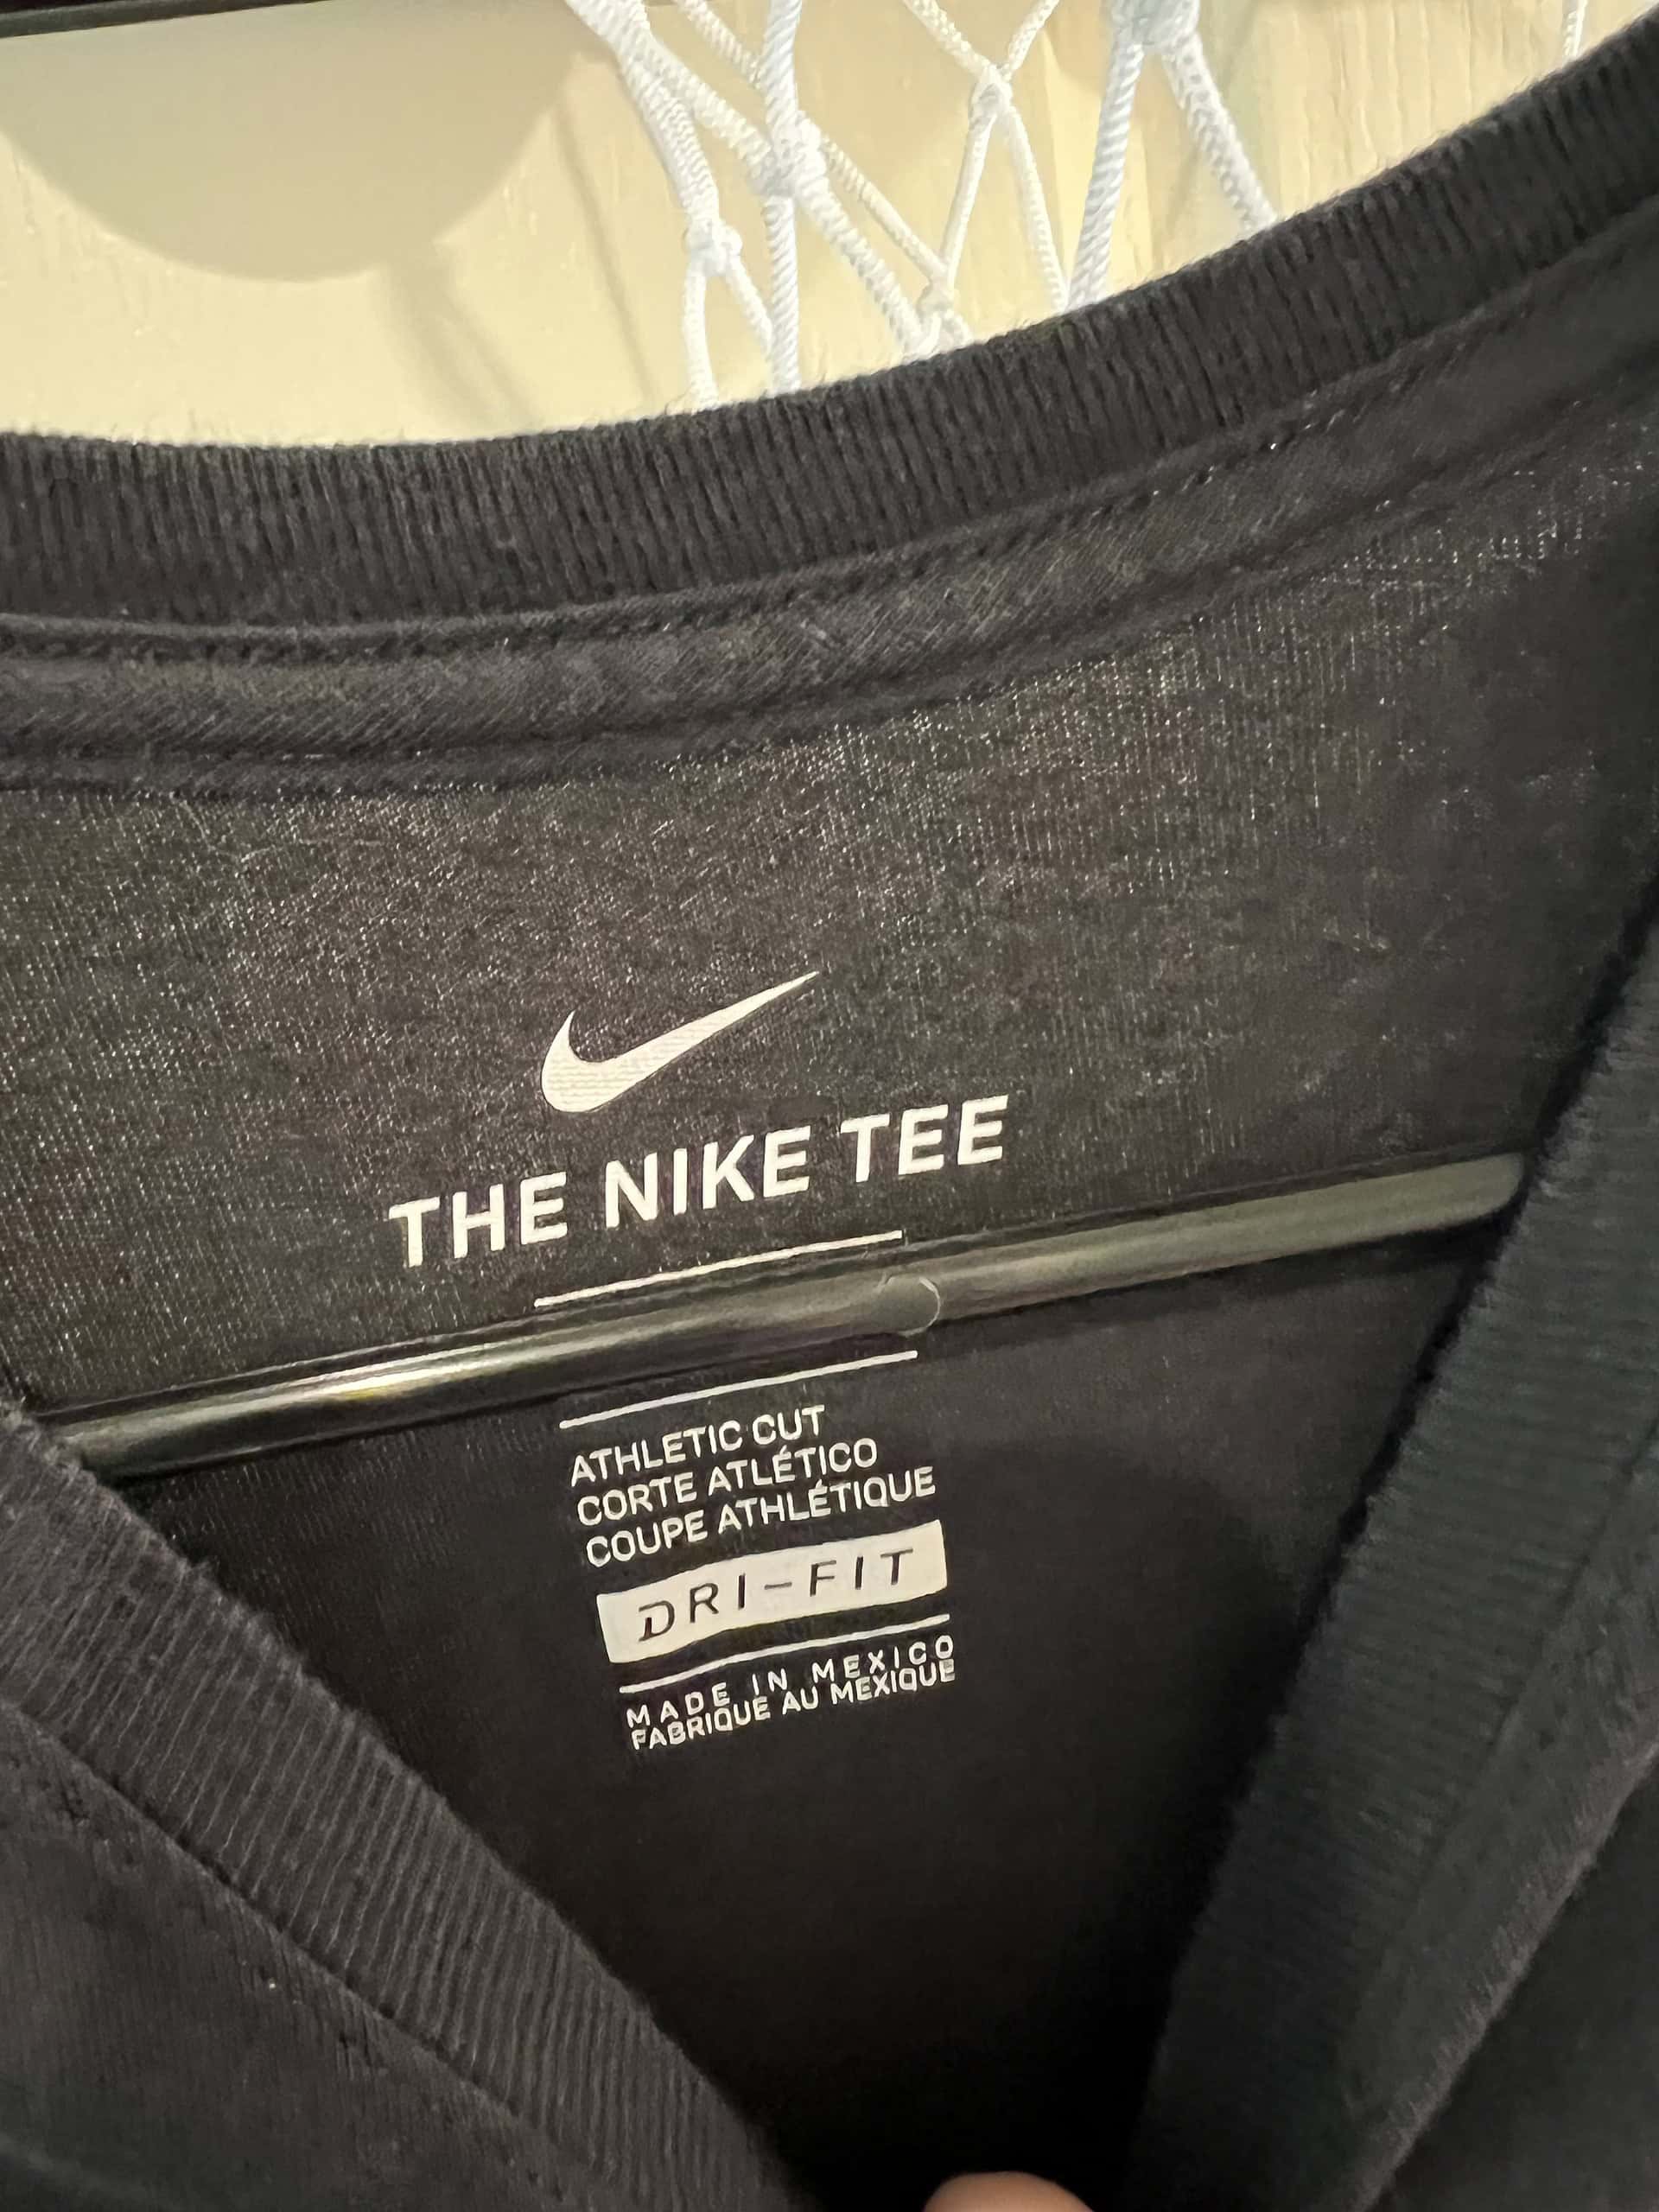 THE NIKE TEE
ATHLETIC CUT
CORTE ATLÉTICO
COUPE ATHLÉTIQUE
DRI-FIT
MADE IN MEXICO
FABRIQUE AU MEXIQUE